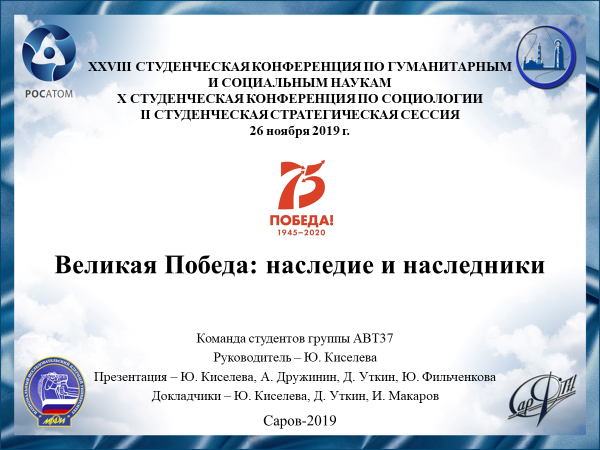 РОСАТОМ
XXVIII СТУДЕНЧЕСКАЯ КОНФЕРЕНЦИЯ ПО ГУМАНИТАРНЫМ
И СОЦИАЛЬНЫМ НАУКАМ
X СТУДЕНЧЕСКАЯ КОНФЕРЕНЦИЯ ПО СОЦИОЛОГИИ
II СТУДЕНЧЕСКАЯ СТРАТЕГИЧЕСКАЯ СЕССИЯ
26 ноября 2019 г.
75
ПОБЕДА!
1945–2020
Великая Победа: наследие и наследники
Команда студентов группы АВТ37
Руководитель – Ю. Киселева
Презентация – Ю. Киселева, А. Дружинин, Д. Уткин, Ю. Фильченкова
Докладчики – Ю. Киселева, Д. Уткин, И. Макаров
Саров-2019
МИФИ
СарФТИ